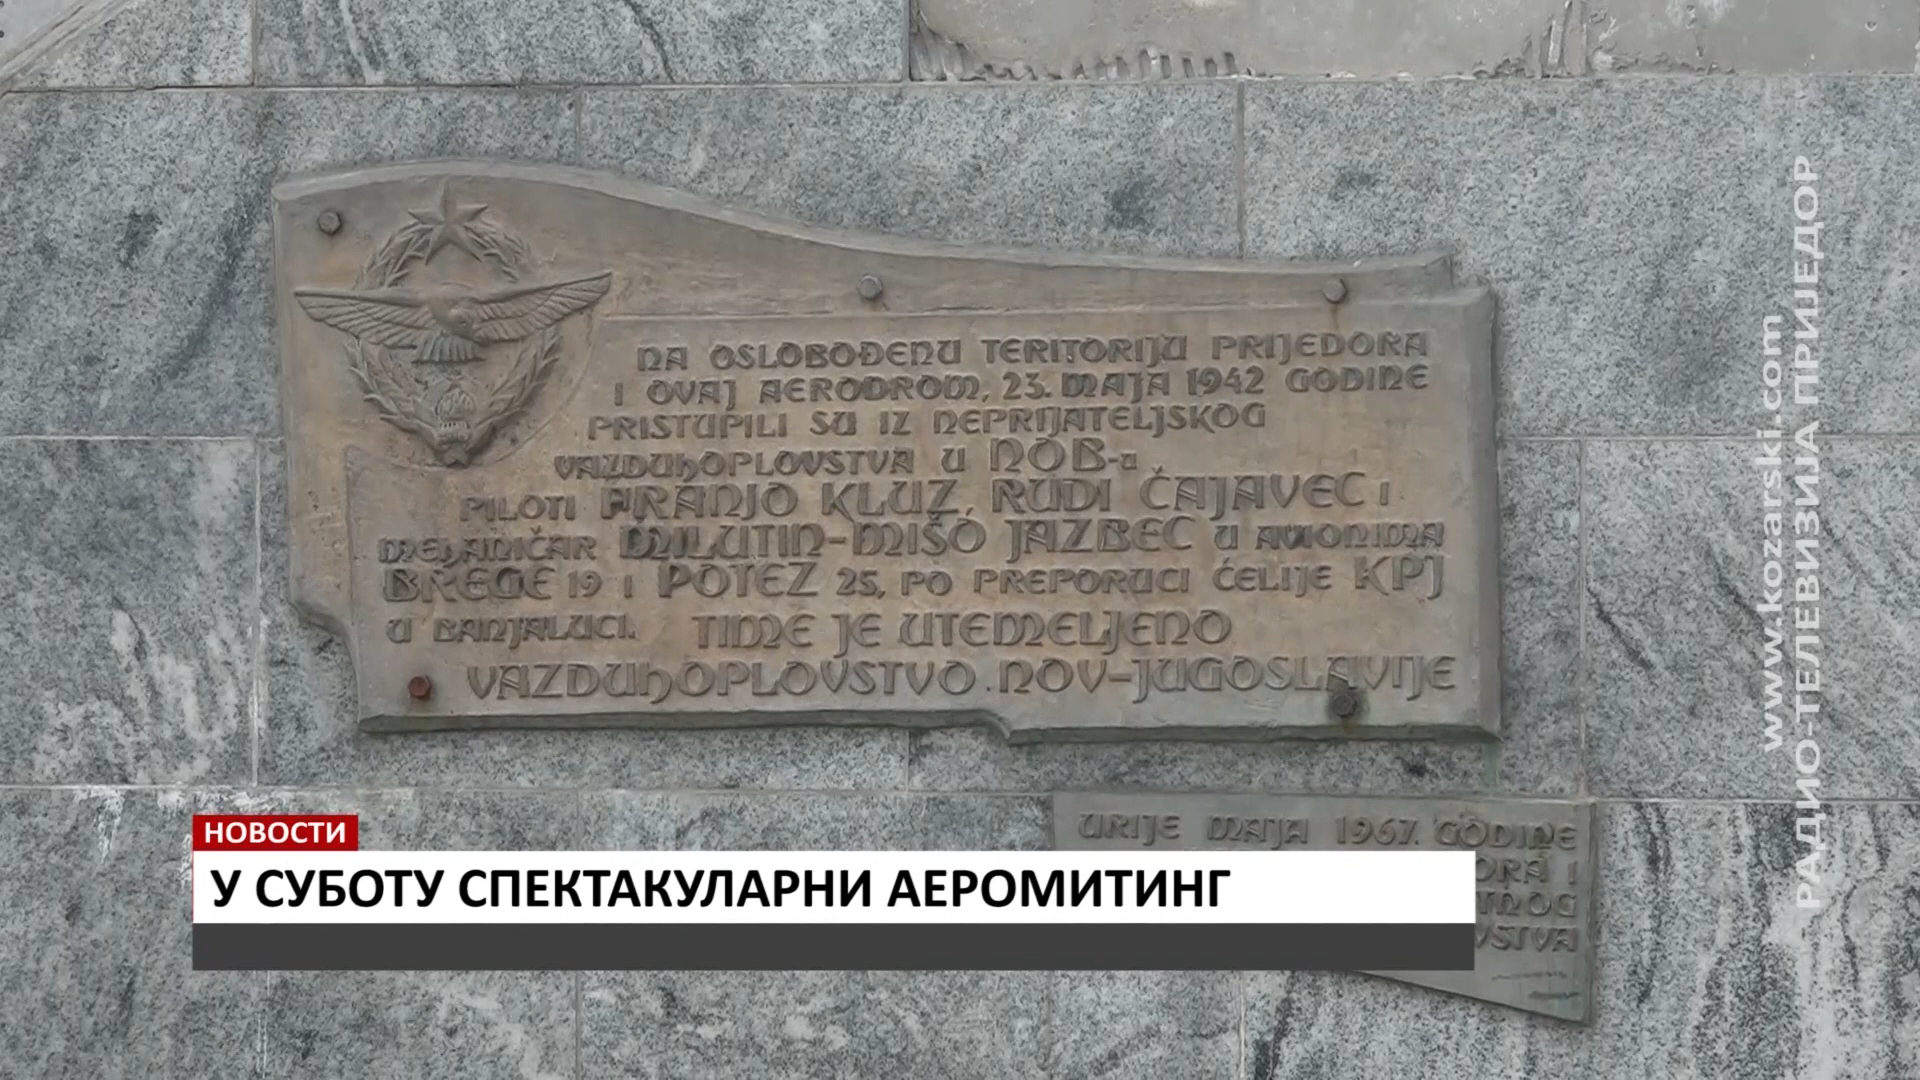 NA OSLOBOĐENU TERITORIJU PRIJEDORA
I OVAJ AERODROM, 23. MAJA 1942 GODINE
PRISTUPILI SU IZ NEPRIJATELJSKOG
VAZDUHOPLOVSTVA U NOB-u
PILOTI FRANJO KLUZ, RUDI ČAJAVEC I
MEHANIČAR MILUTIN-MIŠO JAZBEC U AVIONIMA
BREGE 19 I POTEZ 25, PO PREPORUCI ĆELIJE KPJ
U BANJALUCI. TIME JE UTEMELJENO
VAZDUHOPLOVSTVO NOV-JUGOSLAVIJE
URIJE MAJA 1967. GODINE
НОВОСТИ
У СУБОТУ СПЕКТАКУЛАРНИ АЕРОМИТИНГ
www.kozarski.com
РАДИО-ТЕЛЕВИЗИЈА ПРИЈЕДОР